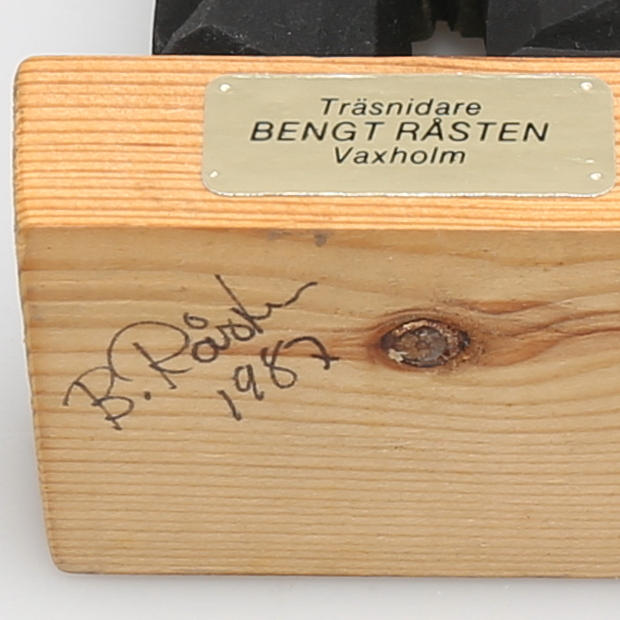 Träsnidare
BENGT RÅSTEN
Vaxholm
B. Råsten
1987